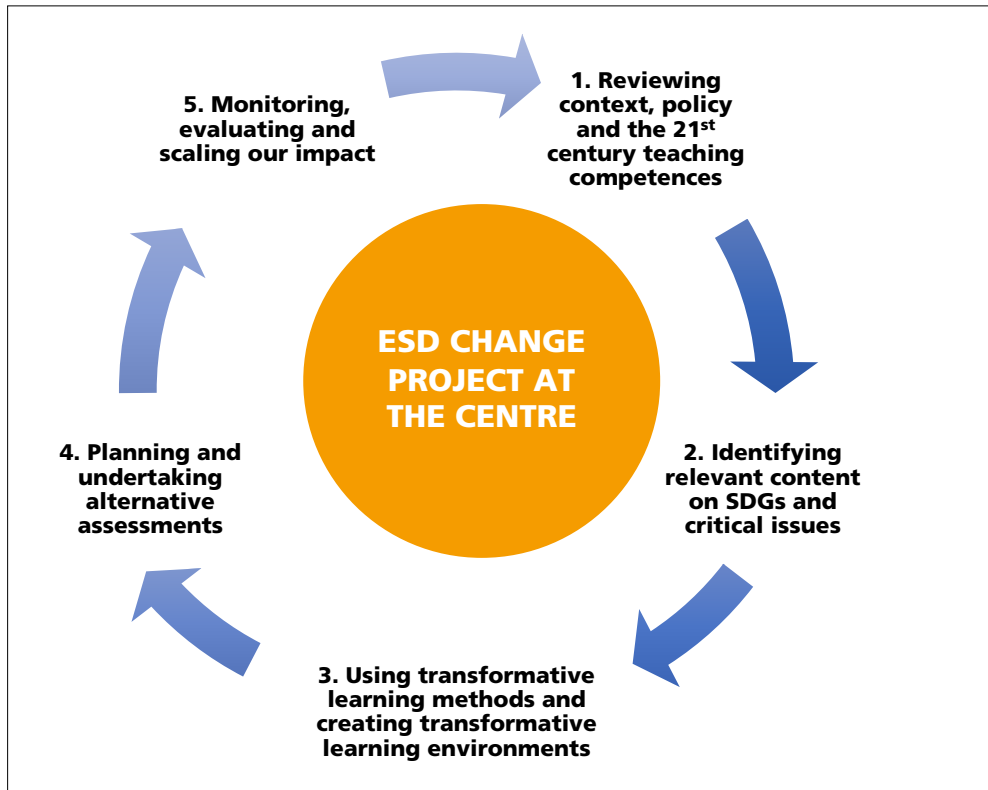 1. Reviewing
context, policy
and the 21st
century teaching
competences
2. Identifying
relevant content
on SDGs and
critical issues
3. Using transformative
learning methods and
creating transformative
learning environments
4. Planning and
undertaking
alternative
assessments
5. Monitoring,
evaluating and
scaling our impact
ESD CHANGE
PROJECT AT
THE CENTRE